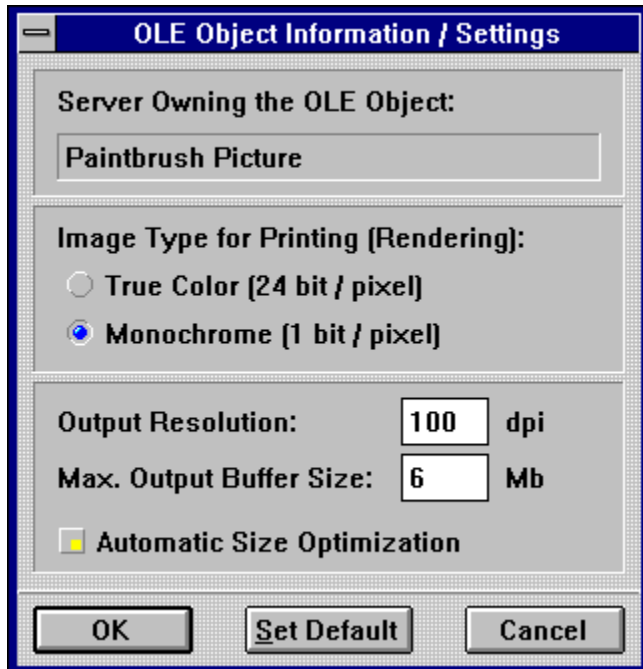 OLE Object Information / Settings
Server Owning the OLE Object:
Paintbrush Picture
Image Type for Printing (Rendering):
True Color (24 bit / pixel)
Monochrome (1 bit / pixel)
Output Resolution: 100 dpi
Max. Output Buffer Size: 6 Mb
Automatic Size Optimization
OK Set Default Cancel